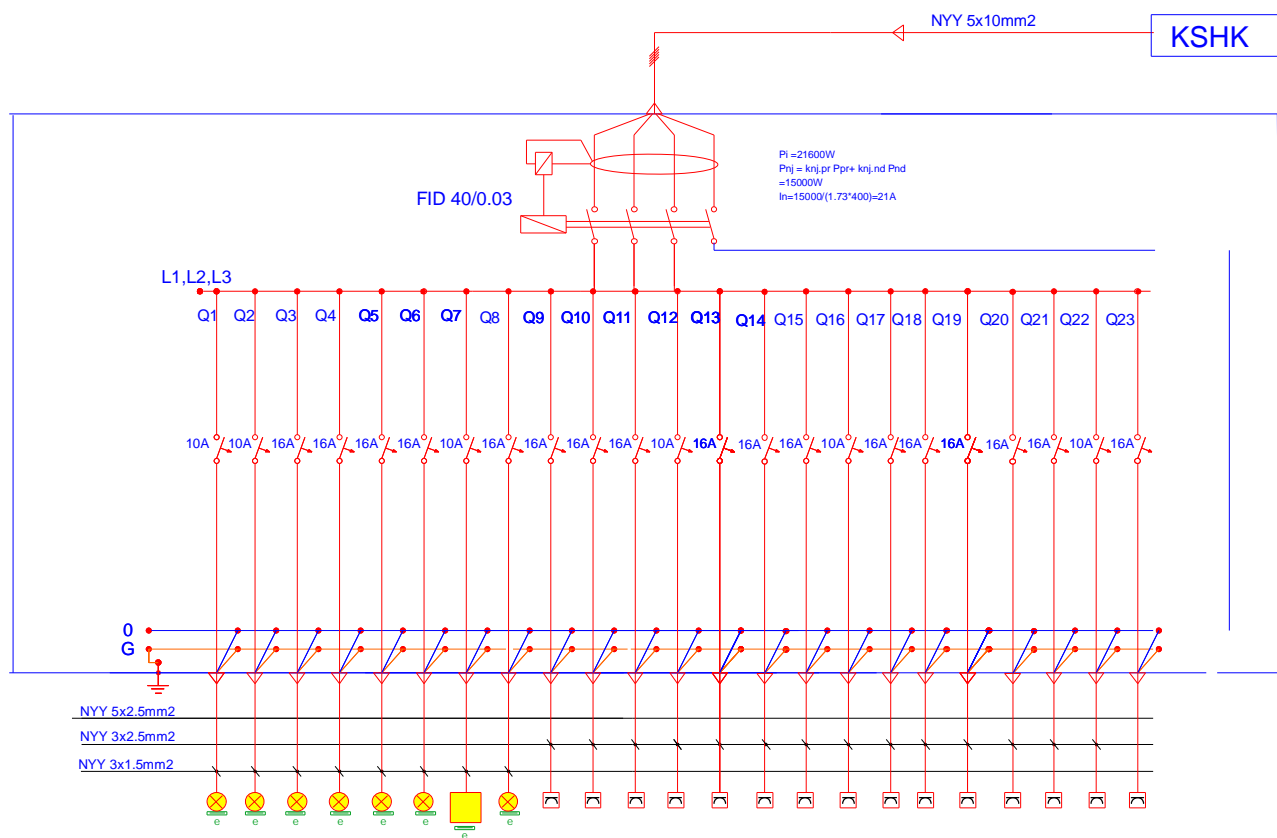 NYY 5x10mm2
KSHK
Pi =21600W
Pnj = knj.pr Ppr+ knj.nd Pnd
=15000W
In=15000/(1.73*400)=21A
FID 40/0.03
L1,L2,L3
Q1 Q2 Q3 Q4 Q5 Q6 Q7 Q8 Q9 Q10 Q11 Q12 Q13 Q14 Q15 Q16 Q17 Q18 Q19 Q20 Q21 Q22 Q23
10A 10A 16A 16A 16A 16A 10A 16A 16A 16A 16A 10A 16A 16A 16A 10A 16A 16A 16A 16A 16A 10A 16A
0
G
NYY 5x2.5mm2
NYY 3x2.5mm2
NYY 3x1.5mm2
e e e e e e e e